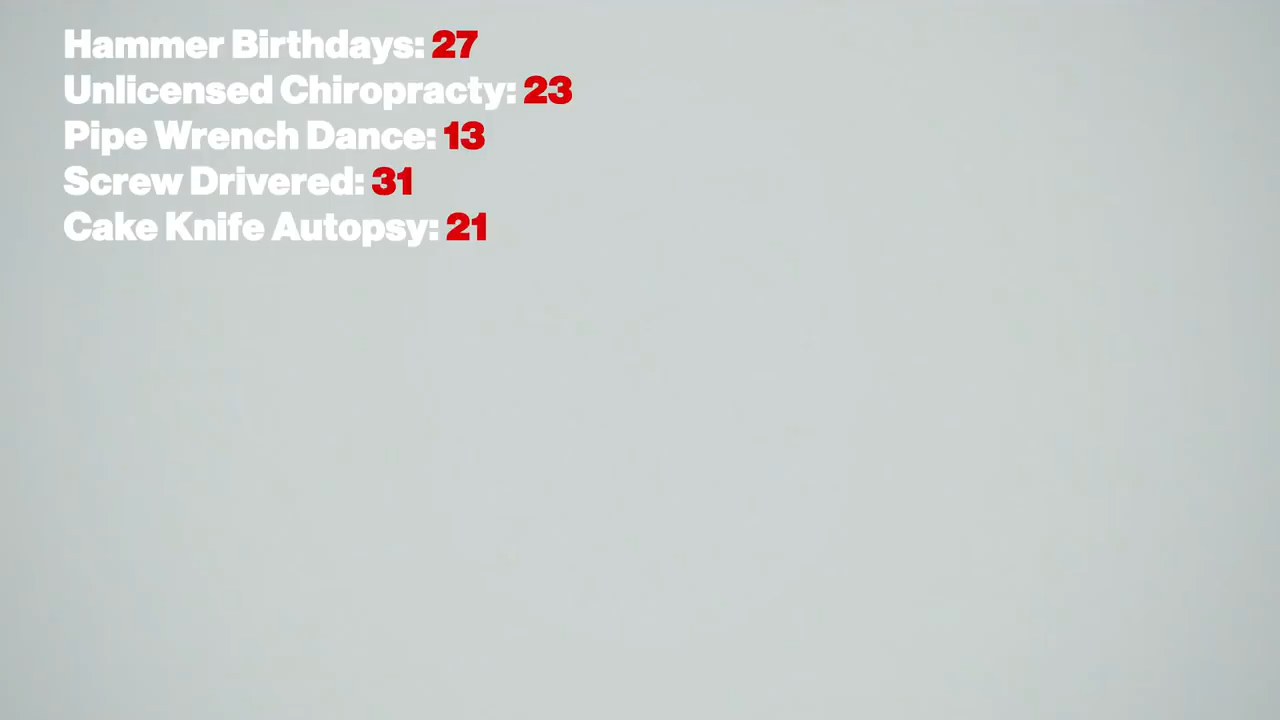 Hammer Birthdays: 27
Unlicensed Chiropracty: 23
Pipe Wrench Dance: 13
Screw Drivered: 31
Cake Knife Autopsy: 21